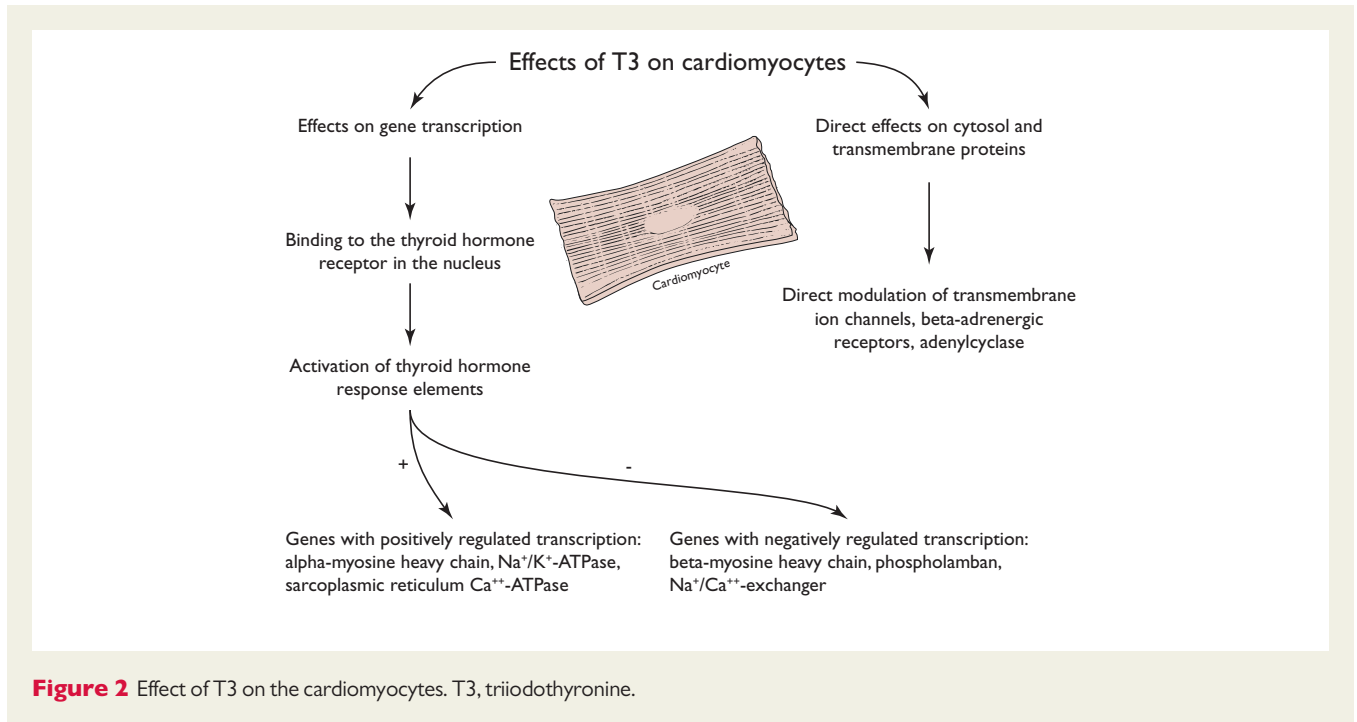 Effects of T3 on cardiomyocytes
Effects on gene transcription
Direct effects on cytosol and
transmembrane proteins
Binding to the thyroid hormone
receptor in the nucleus
Cardiomyocyte
Direct modulation of transmembrane
ion channels, beta-adrenergic
receptors, adenylcyclase
Activation of thyroid hormone
response elements
+
-
Genes with positively regulated transcription:
alpha-myosine heavy chain, Na⁺/K⁺-ATPase,
sarcoplasmic reticulum Ca⁺⁺-ATPase
Genes with negatively regulated transcription:
beta-myosine heavy chain, phospholamban,
Na⁺/Ca⁺⁺-exchanger
Figure 2 Effect of T3 on the cardiomyocytes. T3, triiodothyronine.